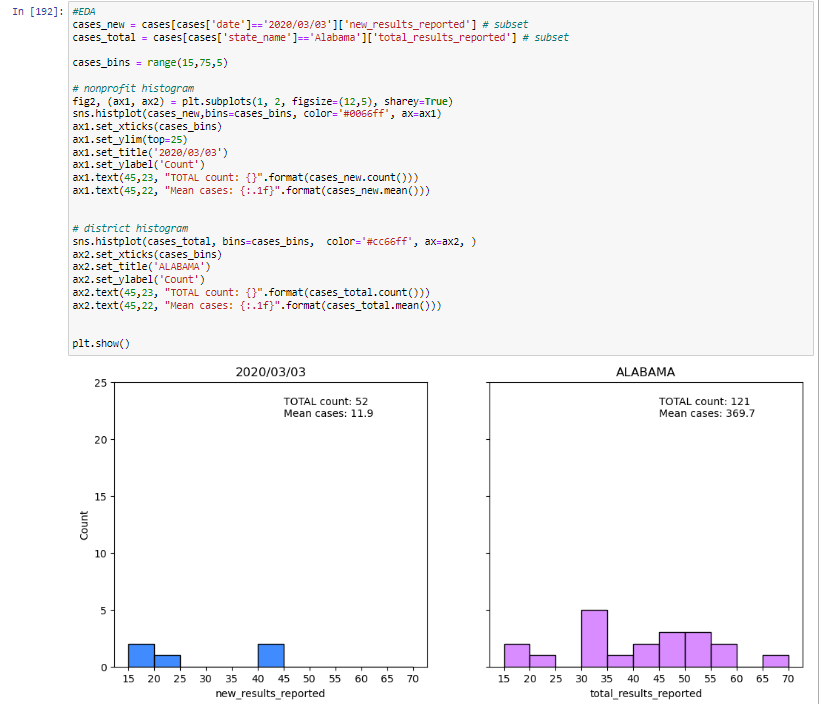 In [192]:
#EDA
cases_new = cases[cases['date']=='2020/03/03']['new_results_reported'] # subset
cases_total = cases[cases['state_name']=='Alabama']['total_results_reported'] # subset
cases_bins = range(15,75,5)
# nonprofit histogram
fig2, (ax1, ax2) = plt.subplots(1, 2, figsize=(12,5), sharey=True)
sns.histplot(cases_new,bins=cases_bins, color='#0066ff', ax=ax1)
ax1.set_xticks(cases_bins)
ax1.set_ylim(top=25)
ax1.set_title('2020/03/03')
ax1.set_ylabel('Count')
ax1.text(45,23, "TOTAL count: {}".format(cases_new.count()))
ax1.text(45,22, "Mean cases: {:.1f}".format(cases_new.mean()))
# district histogram
sns.histplot(cases_total, bins=cases_bins,  color='#cc66ff', ax=ax2, )
ax2.set_xticks(cases_bins)
ax2.set_title('ALABAMA')
ax2.set_ylabel('Count')
ax2.text(45,23, "TOTAL count: {}".format(cases_total.count()))
ax2.text(45,22, "Mean cases: {:.1f}".format(cases_total.mean()))
plt.show()
2020/03/03
TOTAL count: 52
Mean cases: 11.9
25
20
15
10
5
0
Count
15 20 25 30 35 40 45 50 55 60 65 70
new_results_reported
ALABAMA
TOTAL count: 121
Mean cases: 369.7
15 20 25 30 35 40 45 50 55 60 65 70
total_results_reported